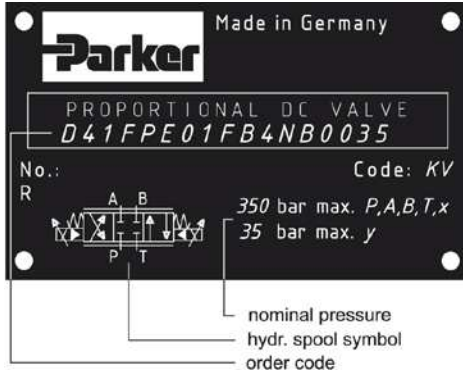 Made in Germany
Parker
PROPORTIONAL DC VALVE
D41FPE01FB4NB0035
No.:
Code: KV
R
A B
350 bar max. P,A,B,T,x
35 bar max. y
P T
nominal pressure
hydr. spool symbol
order code